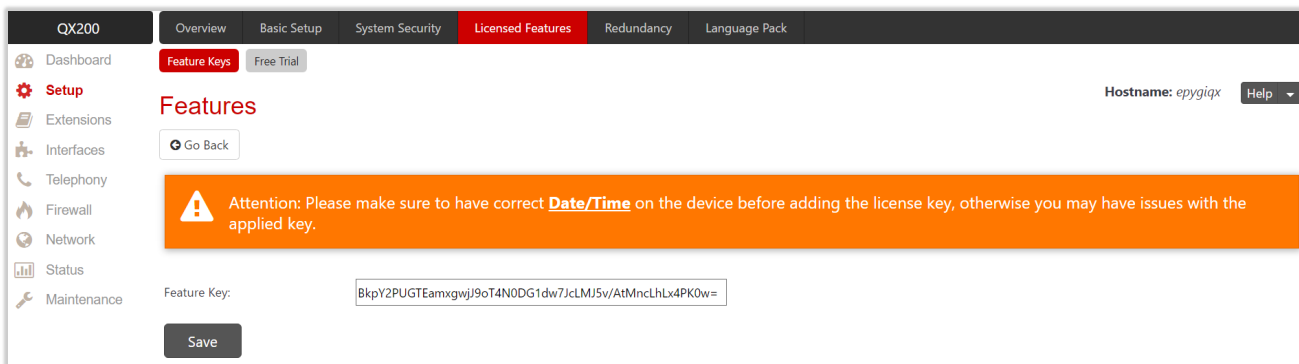 QX200
Overview Basic Setup System Security Licensed Features Redundancy Language Pack
Dashboard
Setup
Extensions
Interfaces
Telephony
Firewall
Network
Status
Maintenance
Feature Keys Free Trial
Hostname: epygiqx Help
Features
Go Back
Attention: Please make sure to have correct Date/Time on the device before adding the license key, otherwise you may have issues with the
applied key.
Feature Key: BkpY2PUGTEamxgwjJ9oT4N0DG1dw7JcLMJ5v/AtMncLhLx4PK0w=
Save